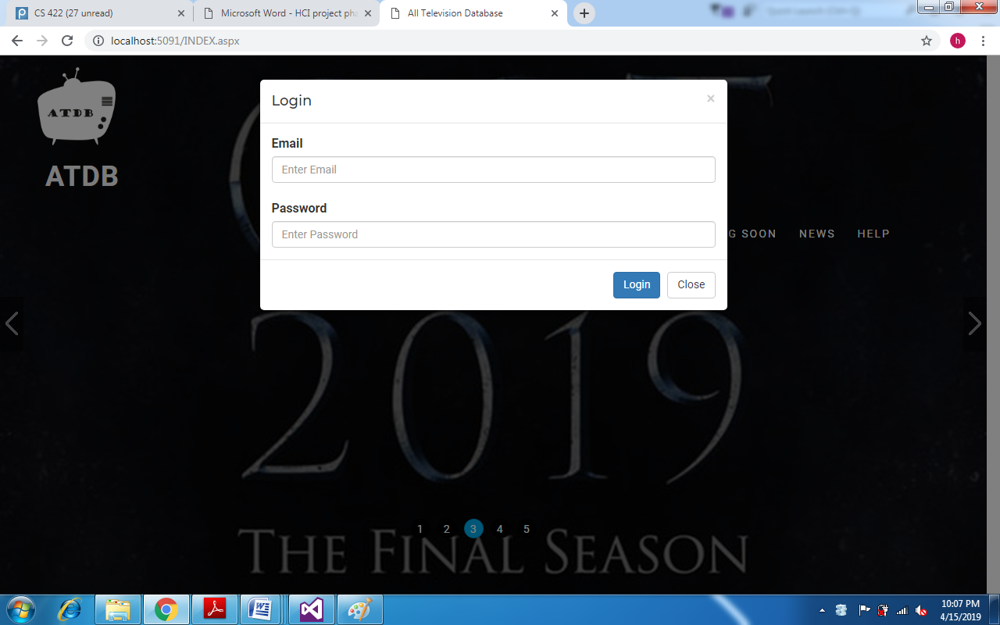 CS 422 (27 unread)
Microsoft Word - HCI project pha
All Television Database
localhost:5091/INDEX.aspx
h
ATDB
ATDB
Login
×
Email
Enter Email
Password
Enter Password
Login Close
G SOON NEWS HELP
2019
1 2 3 4 5
THE FINAL SEASON
10:07 PM
4/15/2019